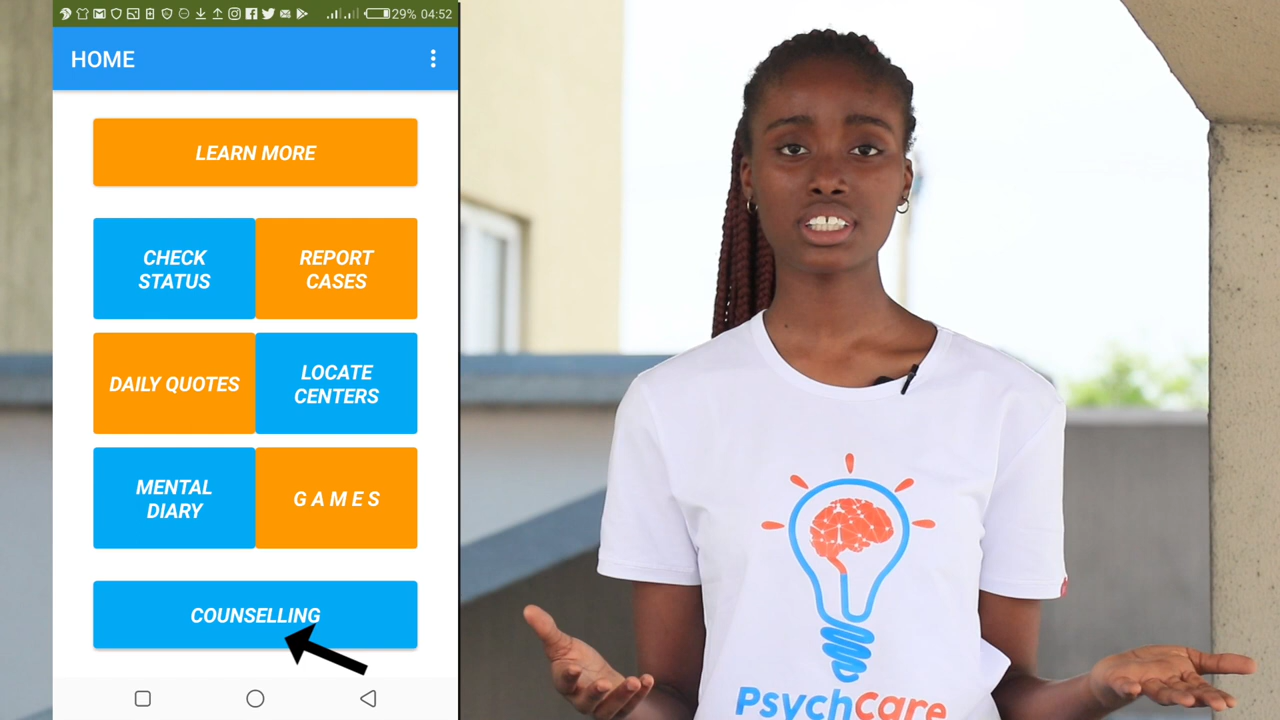 29% 04:52
HOME
LEARN MORE
CHECK
STATUS
REPORT
CASES
DAILY QUOTES
LOCATE
CENTERS
MENTAL
DIARY
G A M E S
COUNSELLING
PsychCare